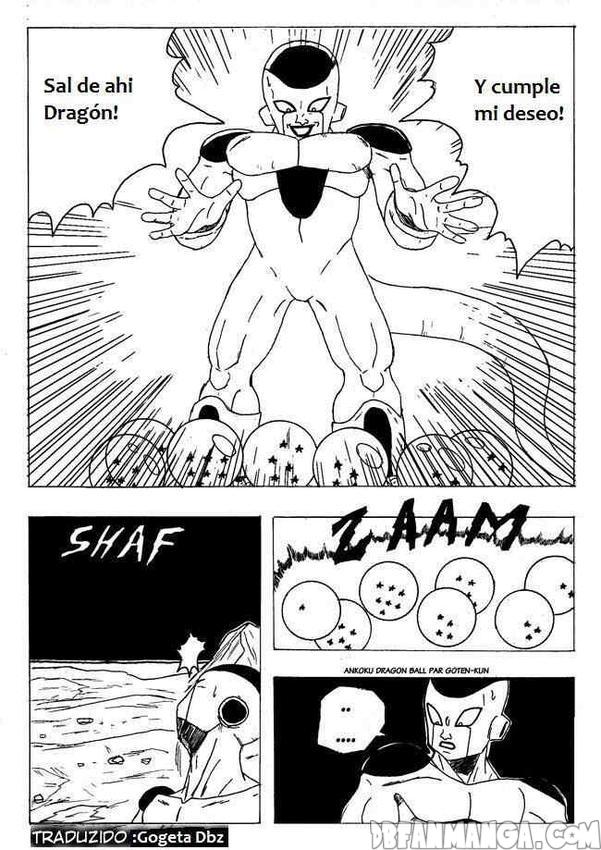 Sal de ahi
Dragón!
Y cumple
mi deseo!
SHAF
ZAAM
ANKOKU DRAGON BALL PAR GOTEN-KUN
..
....
TRADUZIDO :Gogeta Dbz
DBFANMANGA.COM